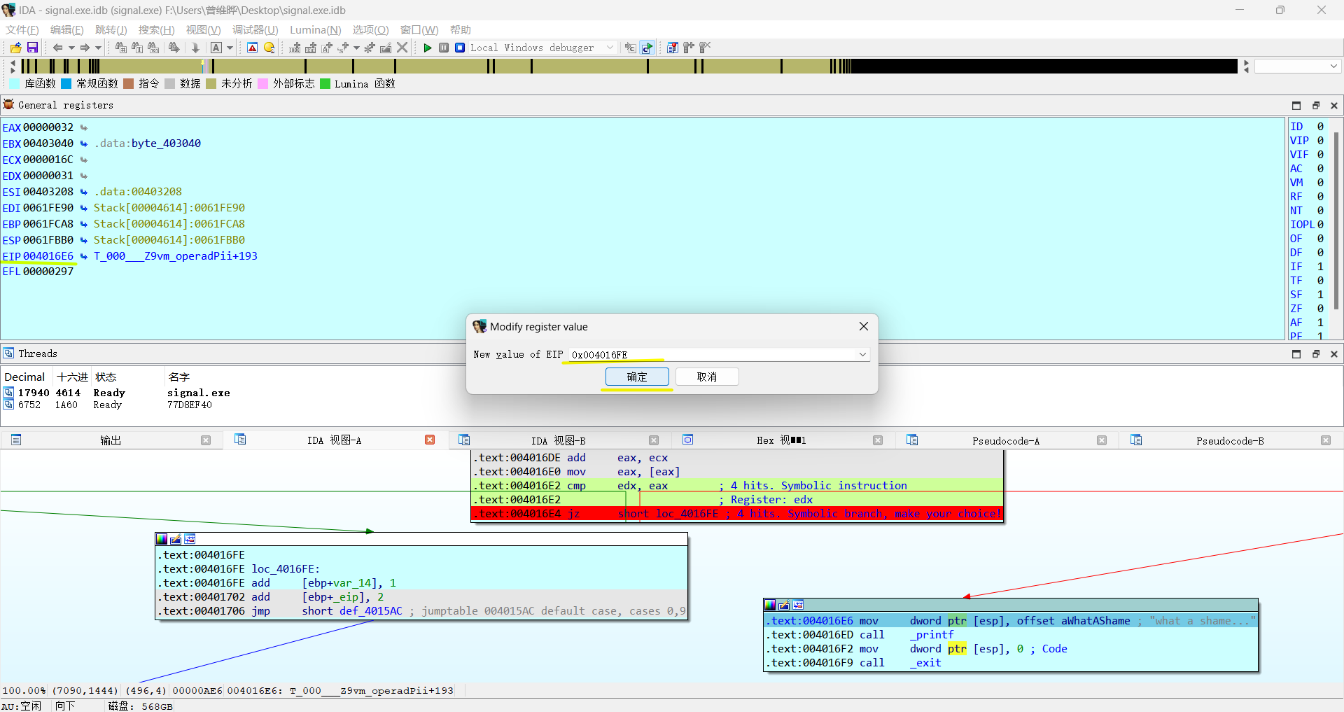 IDA - signal.exe.idb (signal.exe) F:\Users\曾维晔\Desktop\signal.exe.idb
文件(F) 编辑(E) 跳转(J) 搜索(H) 视图(V) 调试器(U) Lumina(N) 选项(O) 窗口(W) 帮助
Local Windows debugger
库函数 常规函数 指令 数据 未分析 外部标志 Lumina 函数
General registers
EAX 00000032
EBX 00403040 .data:byte_403040
ECX 0000016C
EDX 00000031
ESI 00403208 .data:00403208
EDI 0061FE90 Stack[00004614]:0061FE90
EBP 0061FCA8 Stack[00004614]:0061FCA8
ESP 0061FBB0 Stack[00004614]:0061FBB0
EIP 004016E6 T_000___Z9vm_operadPii+193
EFL 00000297
ID 0
VIP 0
VIF 0
AC 0
VM 0
RF 0
NT 0
IOPL 0
OF 0
DF 0
IF 1
TF 0
SF 1
ZF 0
AF 1
PF 1
Modify register value
New value of EIP 0x004016FE
确定 取消
Threads
Decimal 十六进 状态 名字
17940 4614 Ready signal.exe
6752 1A60 Ready 77D8EF40
输出 IDA 视图-A IDA 视图-B Hex 视■■1 Pseudocode-A Pseudocode-B
.text:004016DE add eax, ecx
.text:004016E0 mov eax, [eax]
.text:004016E2 cmp edx, eax ; 4 hits. Symbolic instruction
.text:004016E2 ; Register: edx
.text:004016E4 jz short loc_4016FE ; 4 hits. Symbolic branch, make your choice!
.text:004016FE
.text:004016FE loc_4016FE:
.text:004016FE add [ebp+var_14], 1
.text:00401702 add [ebp+_eip], 2
.text:00401706 jmp short def_4015AC ; jumptable 004015AC default case, cases 0,9
.text:004016E6 mov dword ptr [esp], offset aWhatAShame ; "what a shame..."
.text:004016ED call _printf
.text:004016F2 mov dword ptr [esp], 0 ; Code
.text:004016F9 call _exit
100.00% (7090,1444) (496,4) 00000AE6 004016E6: T_000___Z9vm_operadPii+193
AU:空闲 向下 磁盘: 568GB